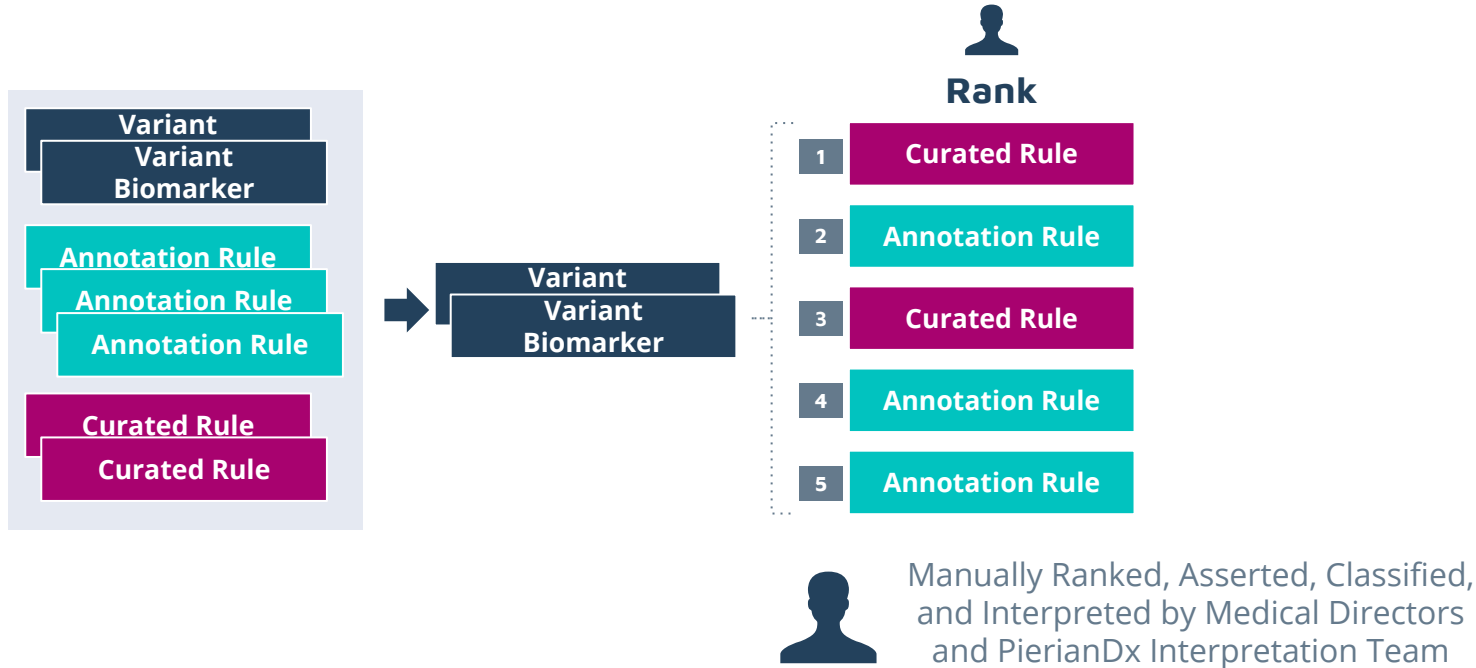 Variant
Variant
Biomarker
Annotation Rule
Annotation Rule
Annotation Rule
Curated Rule
Curated Rule
Variant
Variant
Biomarker
Rank
1 Curated Rule
2 Annotation Rule
3 Curated Rule
4 Annotation Rule
5 Annotation Rule
Manually Ranked, Asserted, Classified,
and Interpreted by Medical Directors
and PierianDx Interpretation Team